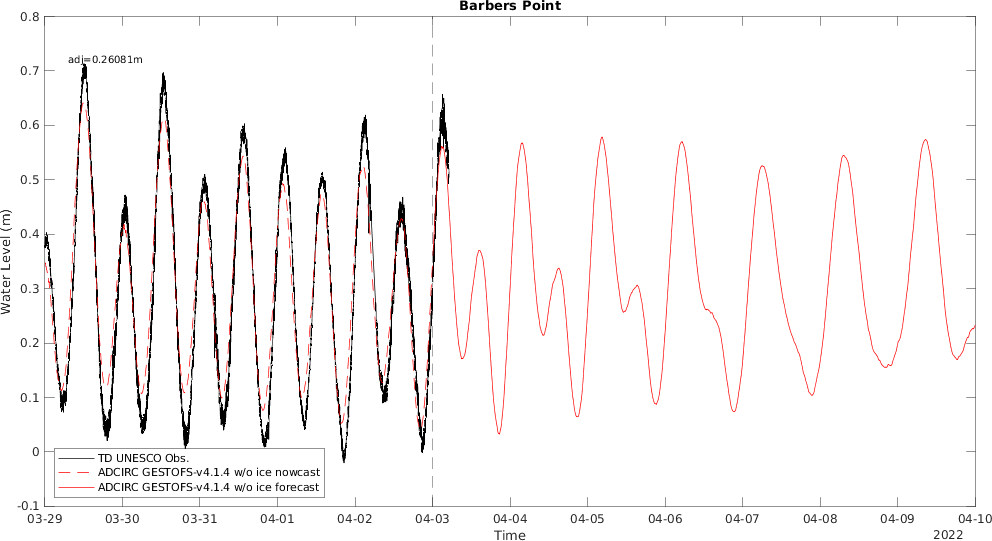 Barbers Point
adj=0.26081m
0.8
0.7
0.6
0.5
0.4
0.3
0.2
0.1
0
-0.1
Water Level (m)
TD UNESCO Obs.
ADCIRC GESTOFS-v4.1.4 w/o ice nowcast
ADCIRC GESTOFS-v4.1.4 w/o ice forecast
03-29 03-30 03-31 04-01 04-02 04-03 04-04 04-05 04-06 04-07 04-08 04-09 04-10
Time
2022